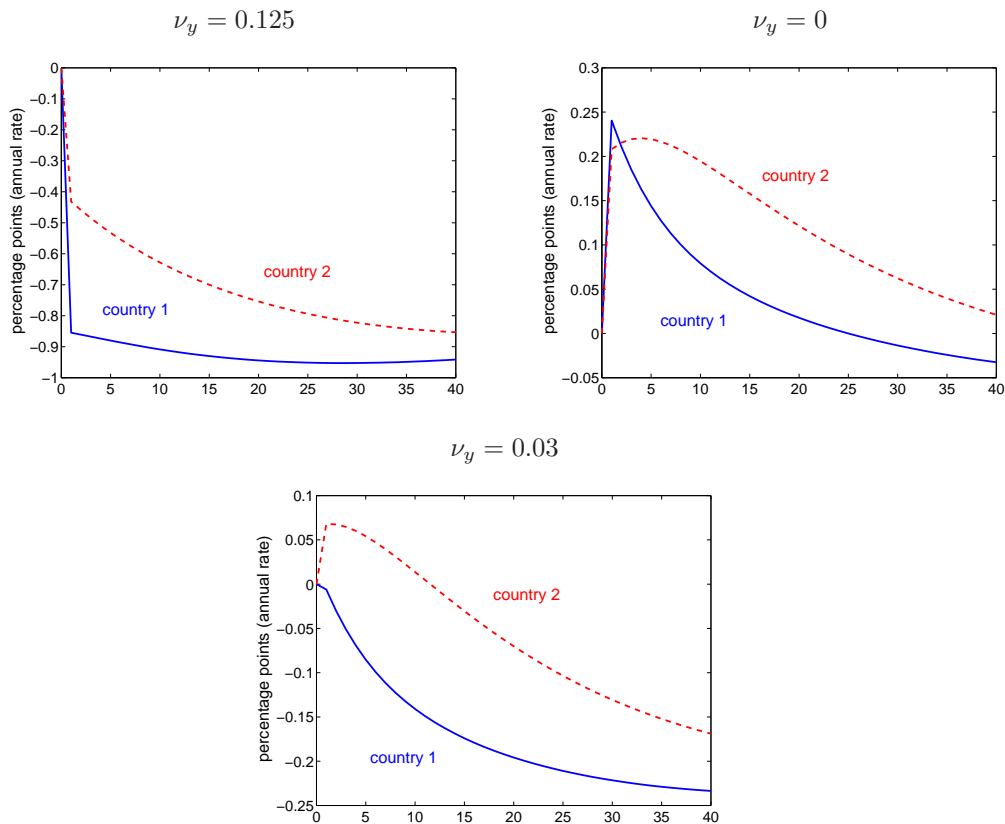 ν_y = 0.125
0
−0.1
−0.2
−0.3
−0.4
−0.5
−0.6
−0.7
−0.8
−0.9
−1
percentage points (annual rate)
country 2
country 1
0 5 10 15 20 25 30 35 40
ν_y = 0
0.3
0.25
0.2
0.15
0.1
0.05
0
−0.05
percentage points (annual rate)
country 2
country 1
0 5 10 15 20 25 30 35 40
ν_y = 0.03
0.1
0.05
0
−0.05
−0.1
−0.15
−0.2
−0.25
percentage points (annual rate)
country 2
country 1
0 5 10 15 20 25 30 35 40